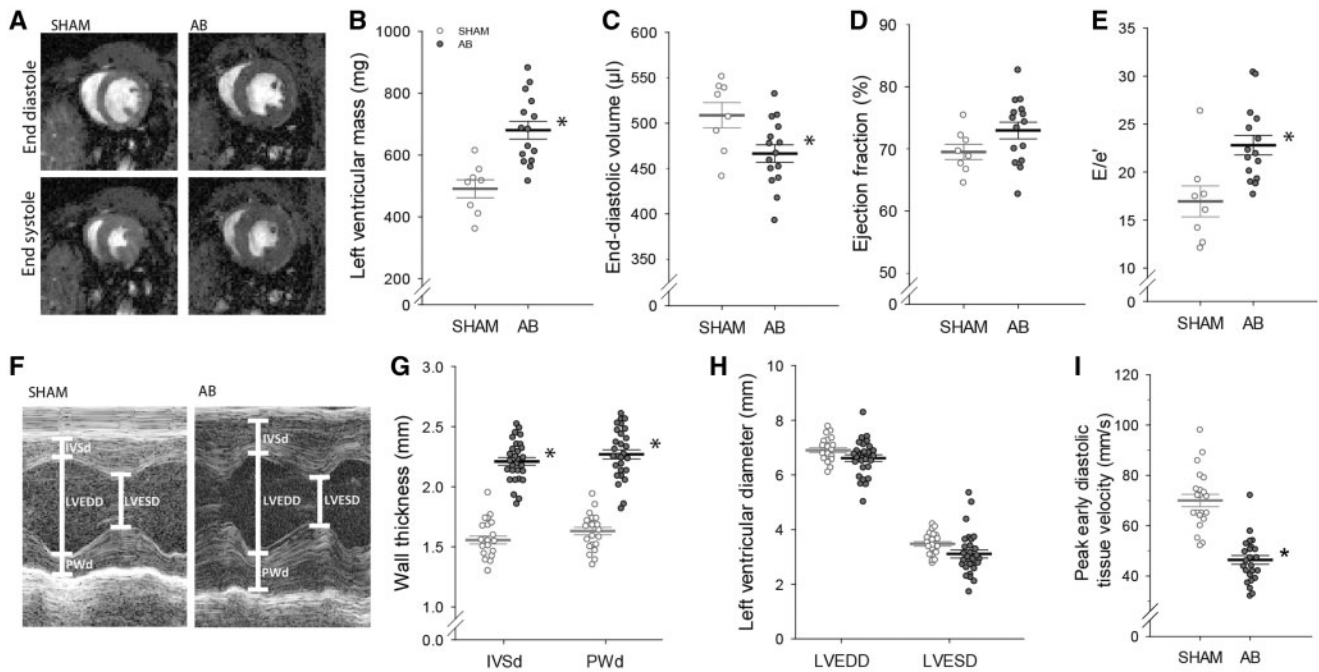 A
SHAM
AB
End diastole
End systole
B
Left ventricular mass (mg)
1000
800
600
400
200
0
SHAM
AB
SHAM
AB
*
C
End-diastolic volume (µl)
600
550
500
450
400
350
0
SHAM
AB
*
D
Ejection fraction (%)
90
80
70
60
50
0
SHAM
AB
E
E/e'
35
30
25
20
15
10
0
SHAM
AB
*
F
SHAM
AB
IVSd
LVEDD
LVESD
PWd
IVSd
LVEDD
LVESD
PWd
G
Wall thickness (mm)
3.0
2.5
2.0
1.5
1.0
0.0
IVSd
PWd
*
*
H
Left ventricular diameter (mm)
10
8
6
4
2
0
LVEDD
LVESD
I
Peak early diastolic
tissue velocity (mm/s)
120
100
80
60
40
0
SHAM
AB
*